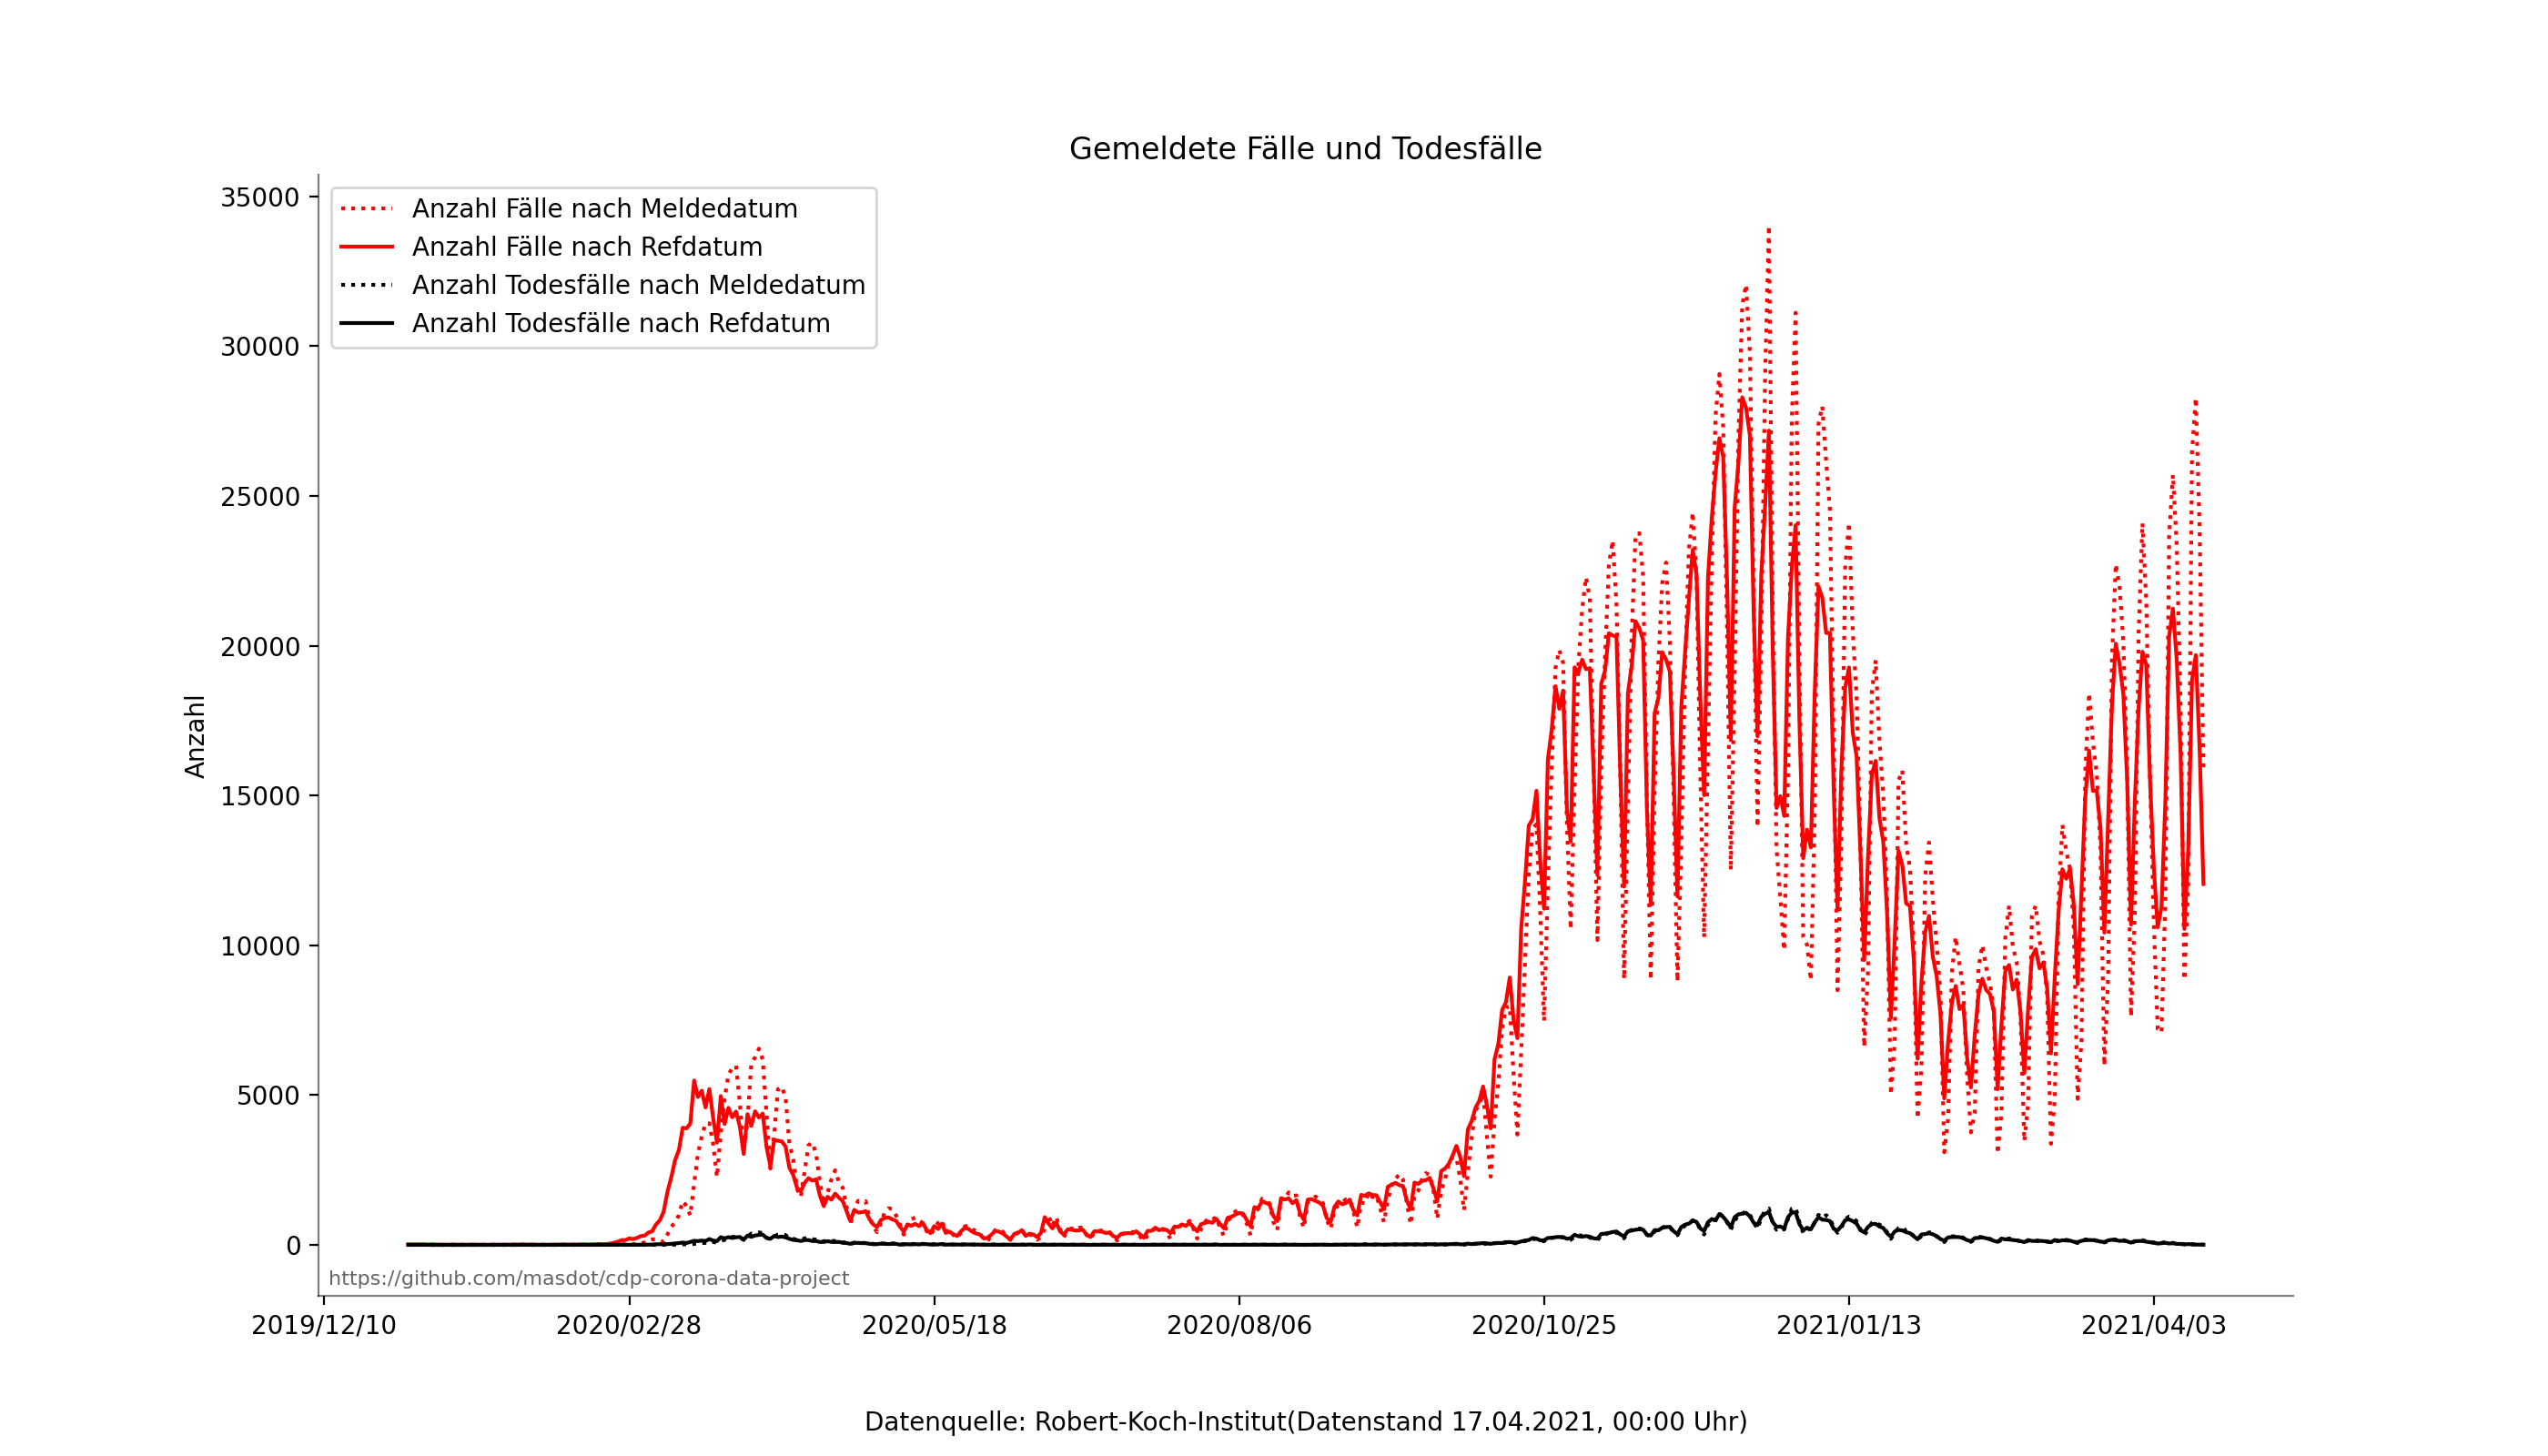 Gemeldete Fälle und Todesfälle
35000
30000
25000
20000
15000
10000
5000
0
Anzahl
Anzahl Fälle nach Meldedatum
Anzahl Fälle nach Refdatum
Anzahl Todesfälle nach Meldedatum
Anzahl Todesfälle nach Refdatum
https://github.com/masdot/cdp-corona-data-project
2019/12/10 2020/02/28 2020/05/18 2020/08/06 2020/10/25 2021/01/13 2021/04/03
Datenquelle: Robert-Koch-Institut(Datenstand 17.04.2021, 00:00 Uhr)